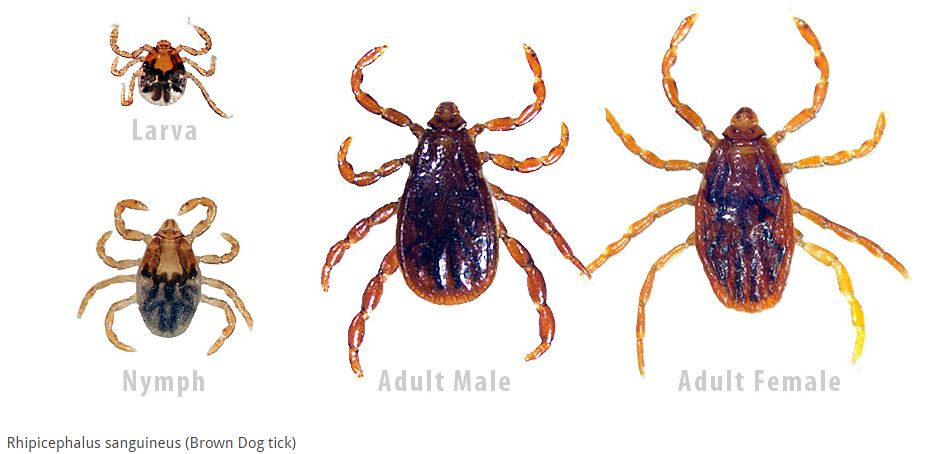 Larva
Nymph
Adult Male
Adult Female
Rhipicephalus sanguineus (Brown Dog tick)